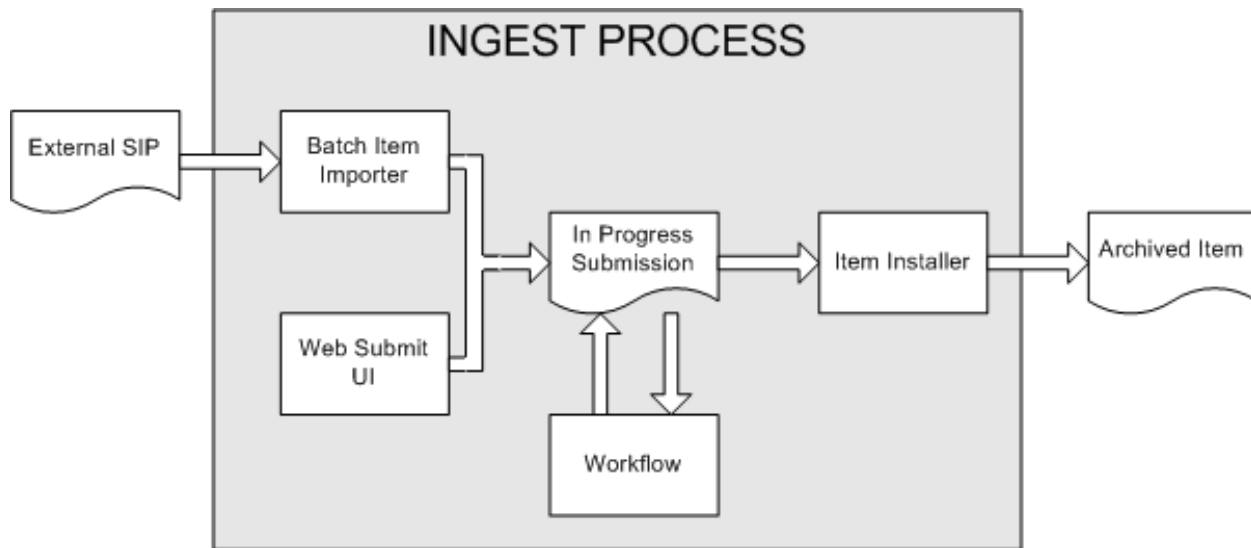 INGEST PROCESS
External SIP
Batch Item
Importer
In Progress
Submission
Item Installer
Archived Item
Web Submit
UI
Workflow